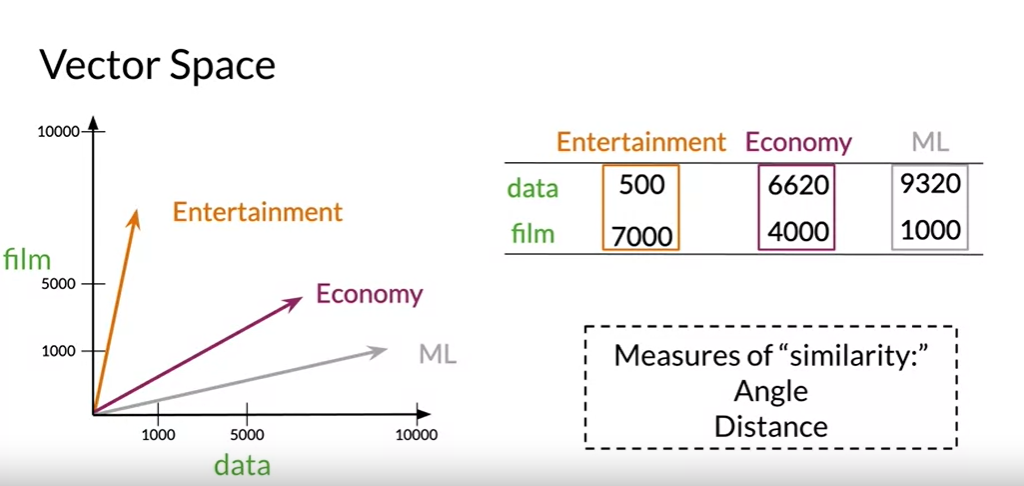 Vector Space
10000
Entertainment
film
5000
Economy
1000
ML
1000 5000 10000
data
Entertainment Economy ML
data 500 6620 9320
film 7000 4000 1000
Measures of “similarity:”
Angle
Distance